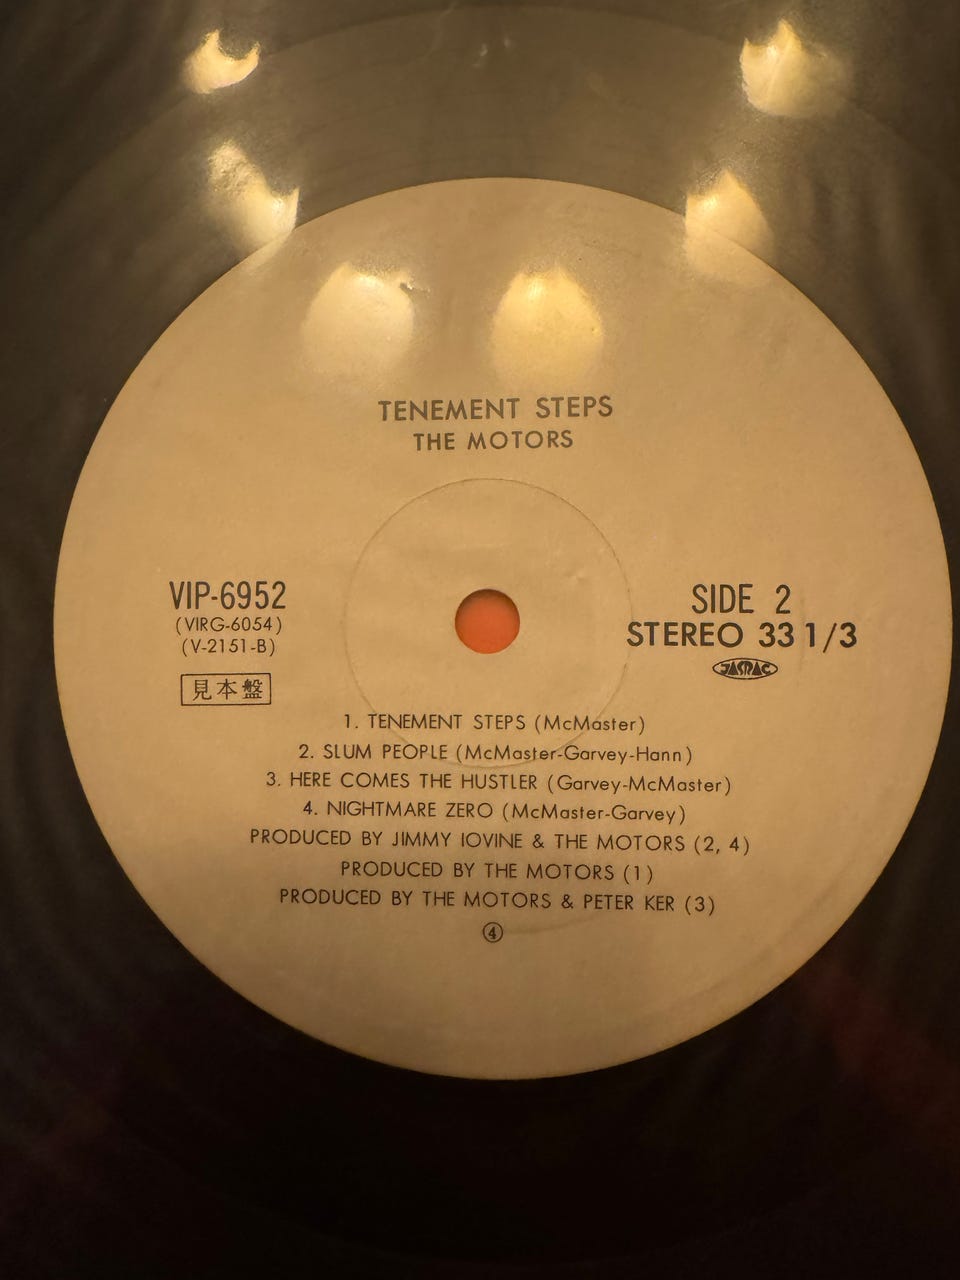 TENEMENT STEPS
THE MOTORS
VIP-6952
(VIRG-6054)
(V-2151-B)
見本盤
SIDE 2
STEREO 33 1/3
JASRAC
1. TENEMENT STEPS (McMaster)
2. SLUM PEOPLE (McMaster-Garvey-Hann)
3. HERE COMES THE HUSTLER (Garvey-McMaster)
4. NIGHTMARE ZERO (McMaster-Garvey)
PRODUCED BY JIMMY IOVINE & THE MOTORS (2, 4)
PRODUCED BY THE MOTORS (1)
PRODUCED BY THE MOTORS & PETER KER (3)
④